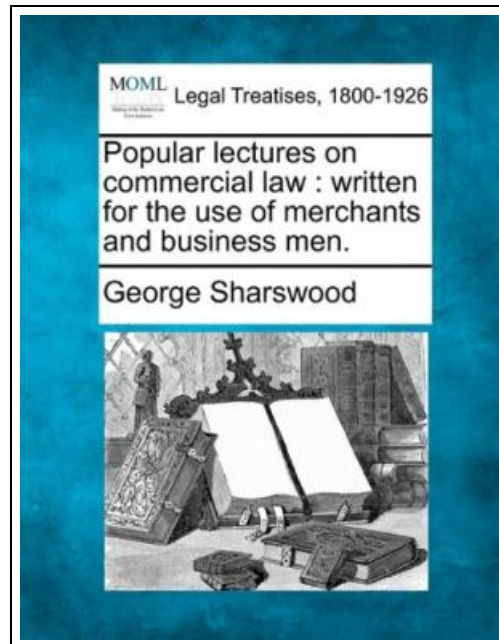 MOML
Legal Treatises, 1800-1926
Popular lectures on
commercial law : written
for the use of merchants
and business men.
George Sharswood